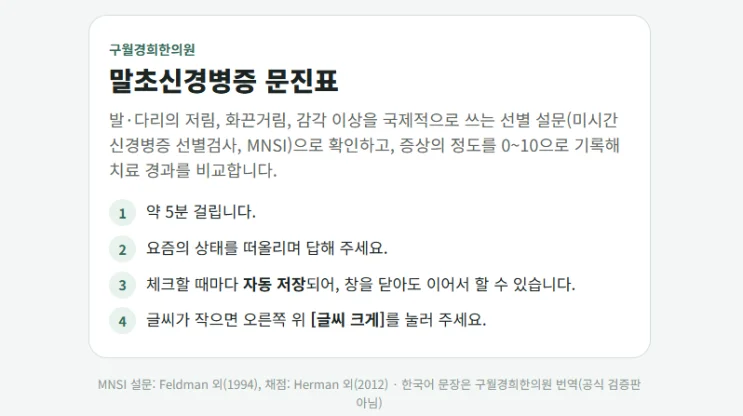 구월경희한의원
말초신경병증 문진표
발·다리의 저림, 화끈거림, 감각 이상을 국제적으로 쓰는 선별 설문(미시간
신경병증 선별검사, MNSI)으로 확인하고, 증상의 정도를 0~10으로 기록해
치료 경과를 비교합니다.
1 약 5분 걸립니다.
2 요즘의 상태를 떠올리며 답해 주세요.
3 체크할 때마다 자동 저장되어, 창을 닫아도 이어서 할 수 있습니다.
4 글씨가 작으면 오른쪽 위 [글씨 크게]를 눌러 주세요.
MNSI 설문: Feldman 외(1994), 채점: Herman 외(2012) · 한국어 문장은 구월경희한의원 번역(공식 검증판
아님)